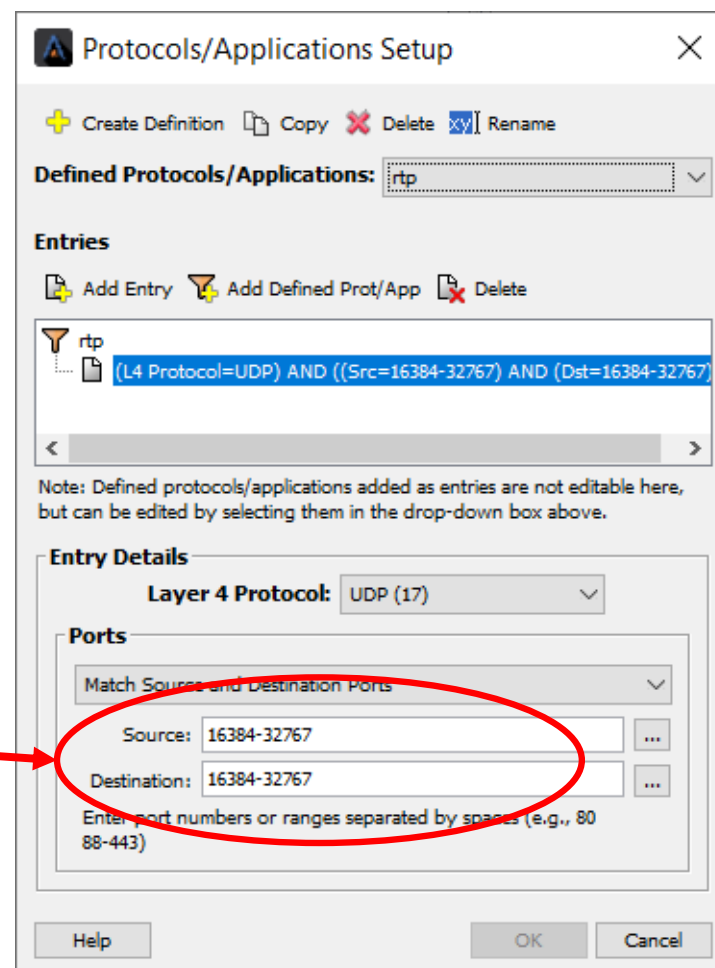 Protocols/Applications Setup
Create Definition Copy Delete xy Rename
Defined Protocols/Applications: rtp
Entries
Add Entry Add Defined Prot/App Delete
rtp
(L4 Protocol=UDP) AND ((Src=16384-32767) AND (Dst=16384-32767)
Note: Defined protocols/applications added as entries are not editable here,
but can be edited by selecting them in the drop-down box above.
Entry Details
Layer 4 Protocol: UDP (17)
Ports
Match Source and Destination Ports
Source: 16384-32767 ...
Destination: 16384-32767 ...
Enter port numbers or ranges separated by spaces (e.g., 80
88-443)
Help OK Cancel